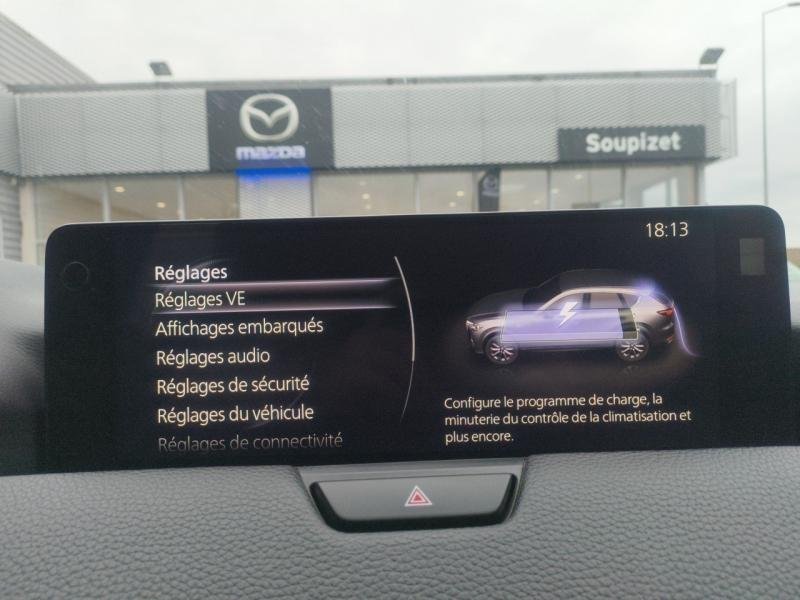 mazda
Soupizet
18:13
Réglages
Réglages VE
Affichages embarqués
Réglages audio
Réglages de sécurité
Réglages du véhicule
Réglages de connectivité
Configure le programme de charge, la
minuterie du contrôle de la climatisation et
plus encore.